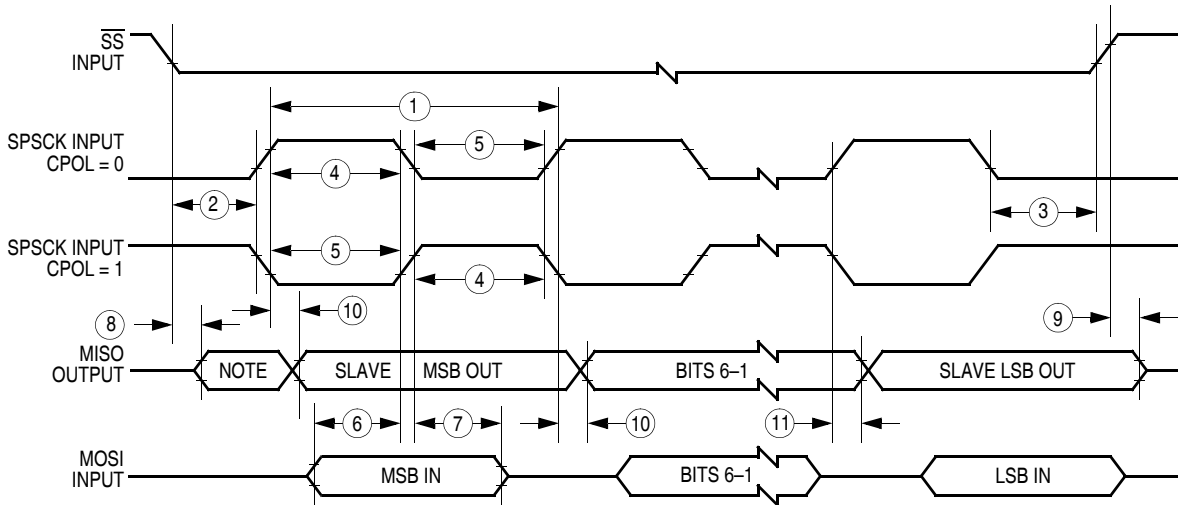 SS
INPUT
1
SPSCK INPUT
CPOL = 0
5
4
2
3
SPSCK INPUT
CPOL = 1
5
4
8
10
9
MISO
OUTPUT
NOTE
SLAVE MSB OUT
BITS 6–1
SLAVE LSB OUT
6
7
10
11
MOSI
INPUT
MSB IN
BITS 6–1
LSB IN